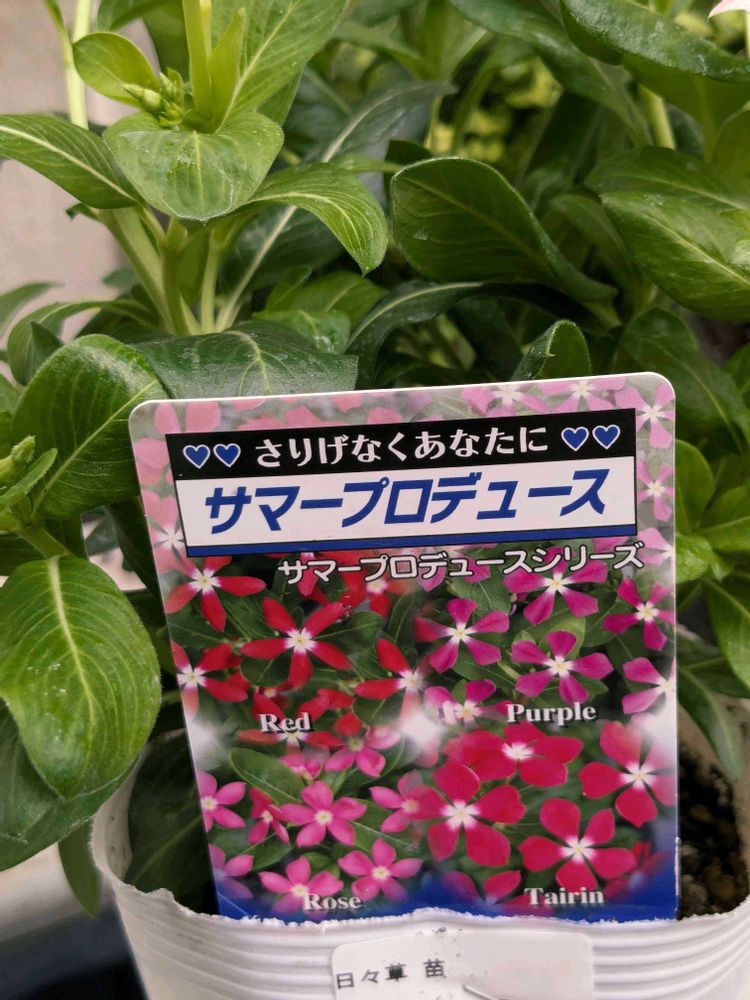 ♥♥ さりげなくあなたに ♥♥
サマープロデュース
サマープロデュースシリーズ
Red
Purple
Rose
Tairin
日々草 苗